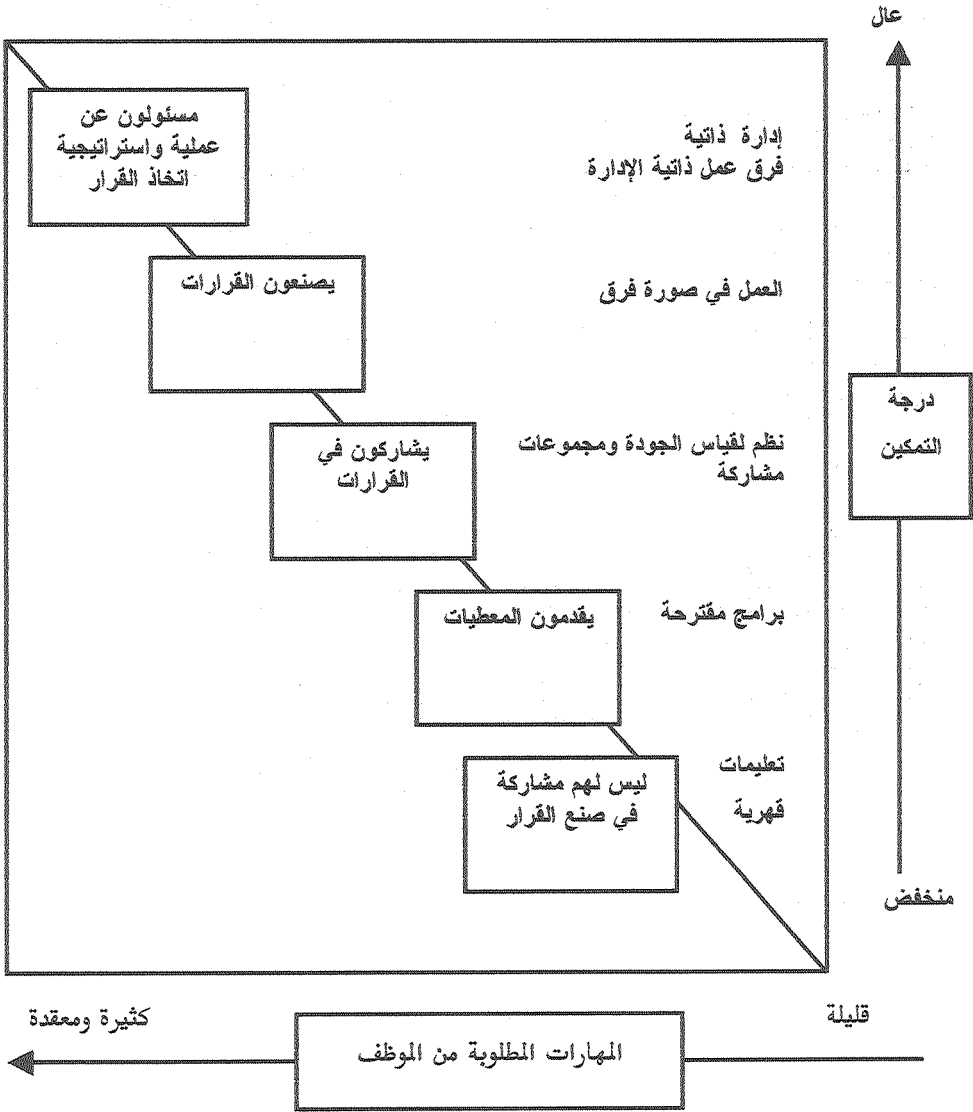 عال
مسئولون عن
عملية واستراتيجية
اتخاذ القرار
إدارة ذاتية
فرق عمل ذاتية الإدارة
يصنعون القرارات
العمل في صورة فرق
درجة
التمكين
يشاركون في
القرارات
نظم لقياس الجودة ومجموعات
مشاركة
يقدمون المعطيات
برامج مقترحة
ليس لهم مشاركة
في صنع القرار
تعليمات
قهرية
منخفض
قليلة
المهارات المطلوبة من الموظف
كثيرة ومعقدة